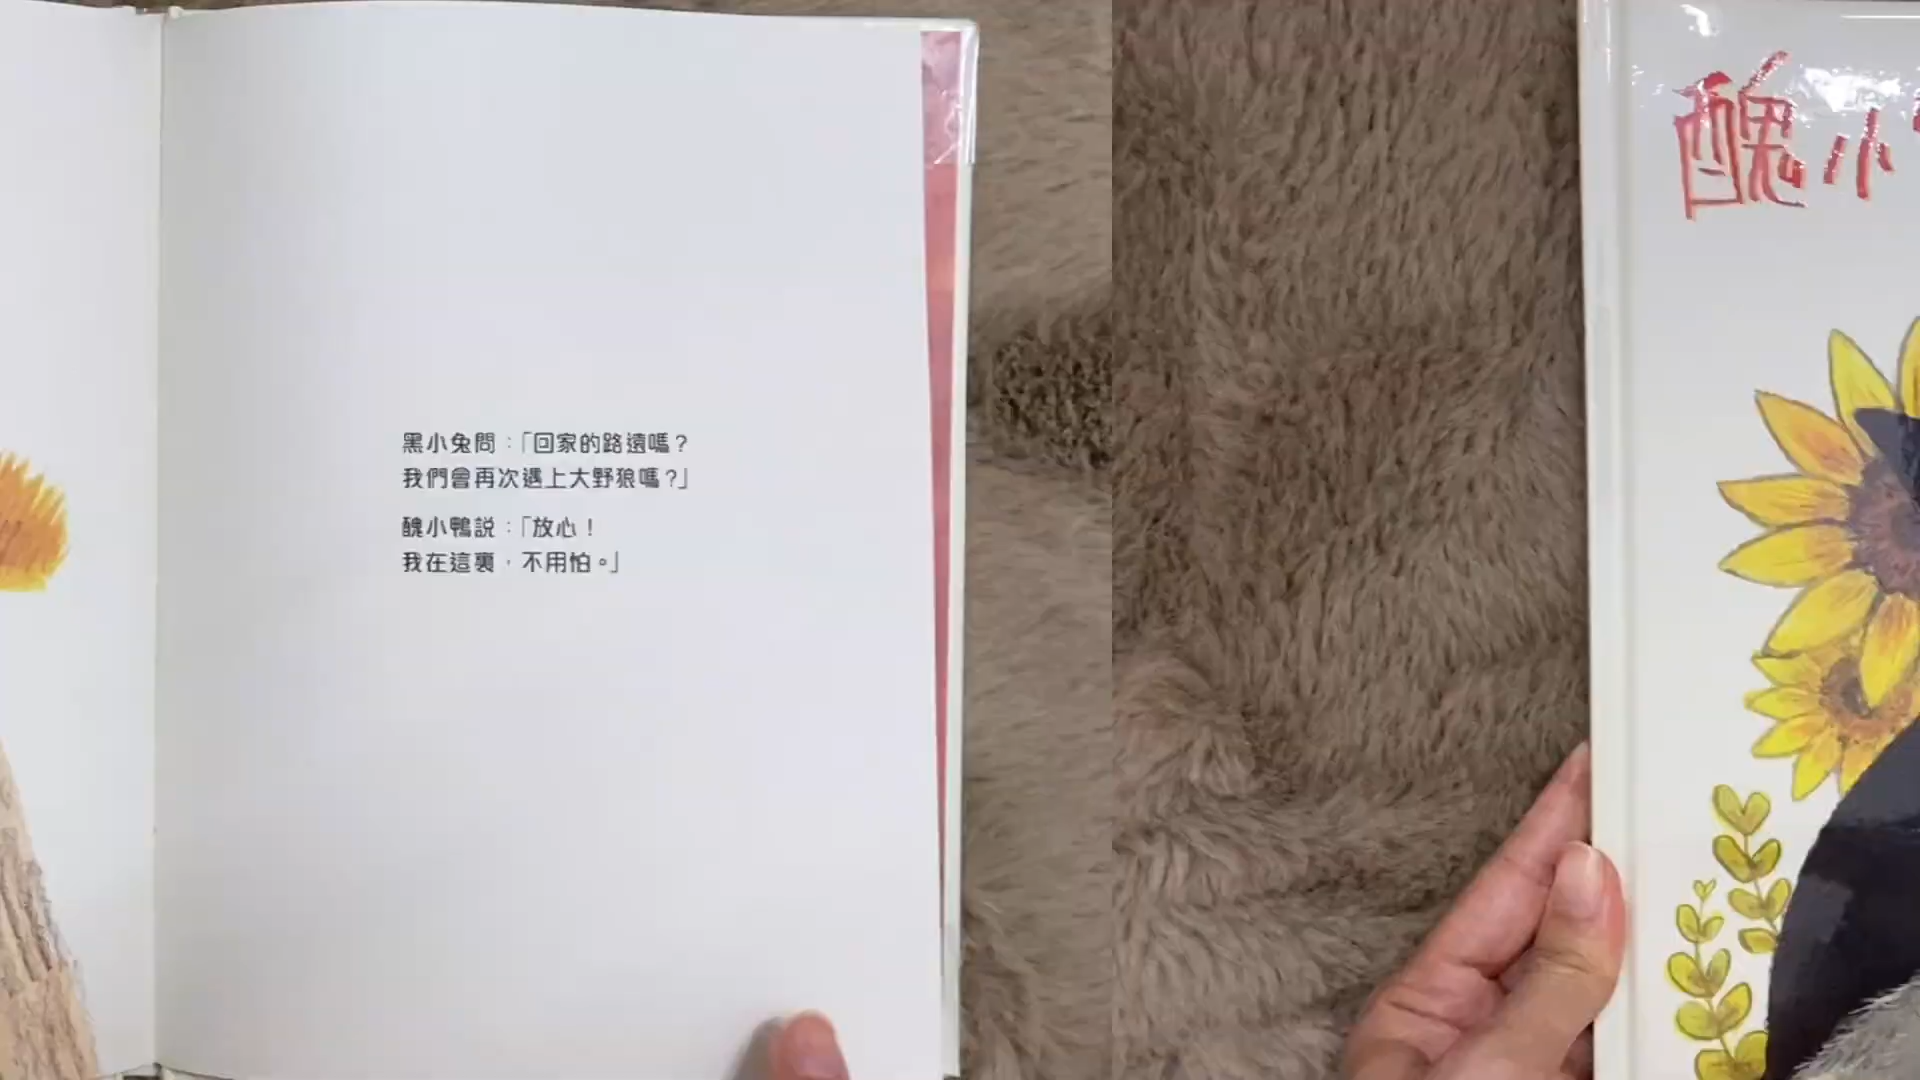 黑小兔問：「回家的路遠嗎？
我們會再次遇上大野狼嗎？」
醜小鴨説：「放心！
我在這裏，不用怕。」
醜小